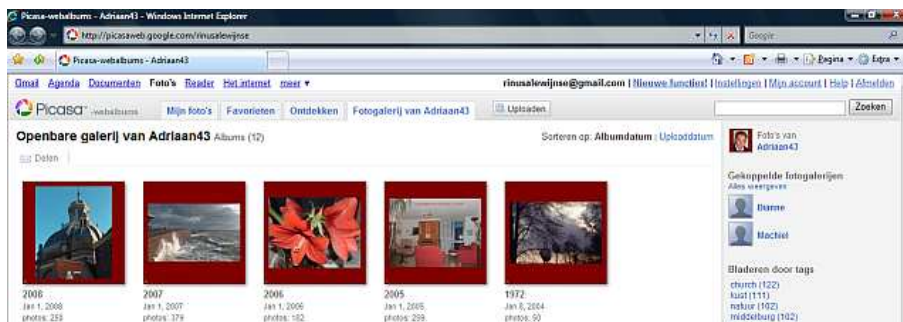 Picasa-webalbums - Adriaan43 - Windows Internet Explorer
http://picasaweb.google.com/rinusalewijnse
Google
Picasa-webalbums - Adriaan43
Pagina Extra
Gmail Agenda Documenten Foto's Reader Het internet meer ▾
rinusalewijnse@gmail.com | Nieuwe functies! | Instellingen | Mijn account | Help | Afmelden
Picasa™ -webalbums Mijn foto's Favorieten Ontdekken Fotogalerij van Adriaan43 Uploaden Zoeken
Openbare galerij van Adriaan43 Albums (12)
Sorteren op: Albumdatum | Uploaddatum
Delen
2008
Jan 1, 2008
photos: 253
2007
Jan 1, 2007
photos: 379
2006
Jan 1, 2006
photos: 182
2005
Jan 1, 2005
photos: 299
1972
Jan 8, 2004
photos: 50
Foto's van
Adriaan43
Gekoppelde fotogalerijen
Alles weergeven
Dianne
Machiel
Bladeren door tags
church (122)
kust (111)
natuur (102)
middelburg (102)